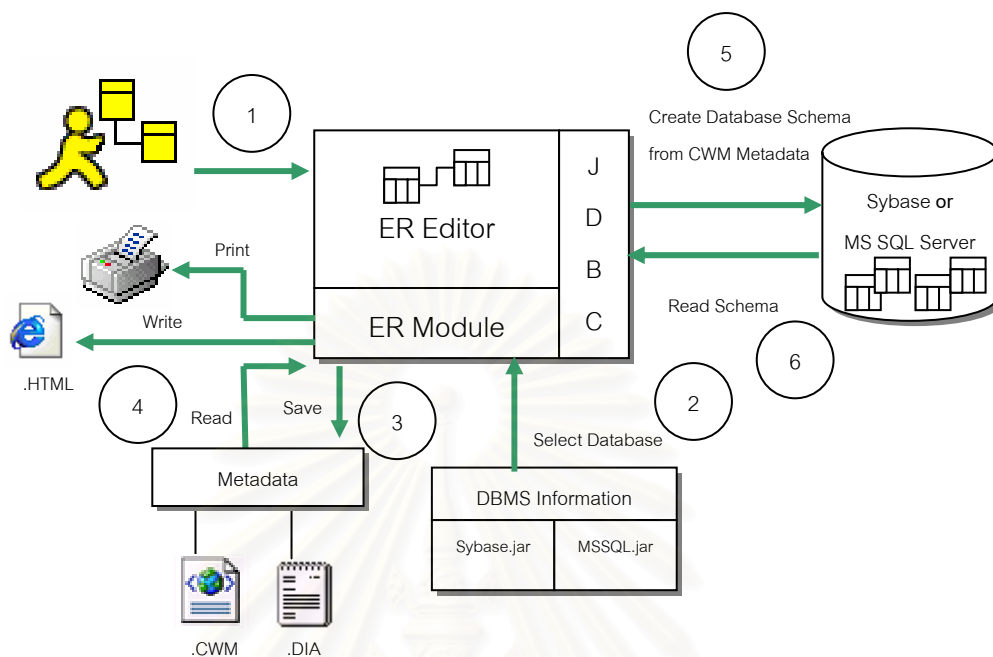 5
1
Create Database Schema
from CWM Metadata
J
D
B
C
ER Editor
Sybase or
MS SQL Server
Print
Write
ER Module
Read Schema
.HTML
6
4
Read
Save
3
2
Select Database
Metadata
DBMS Information
Sybase.jar
MSSQL.jar
.CWM
.DIA